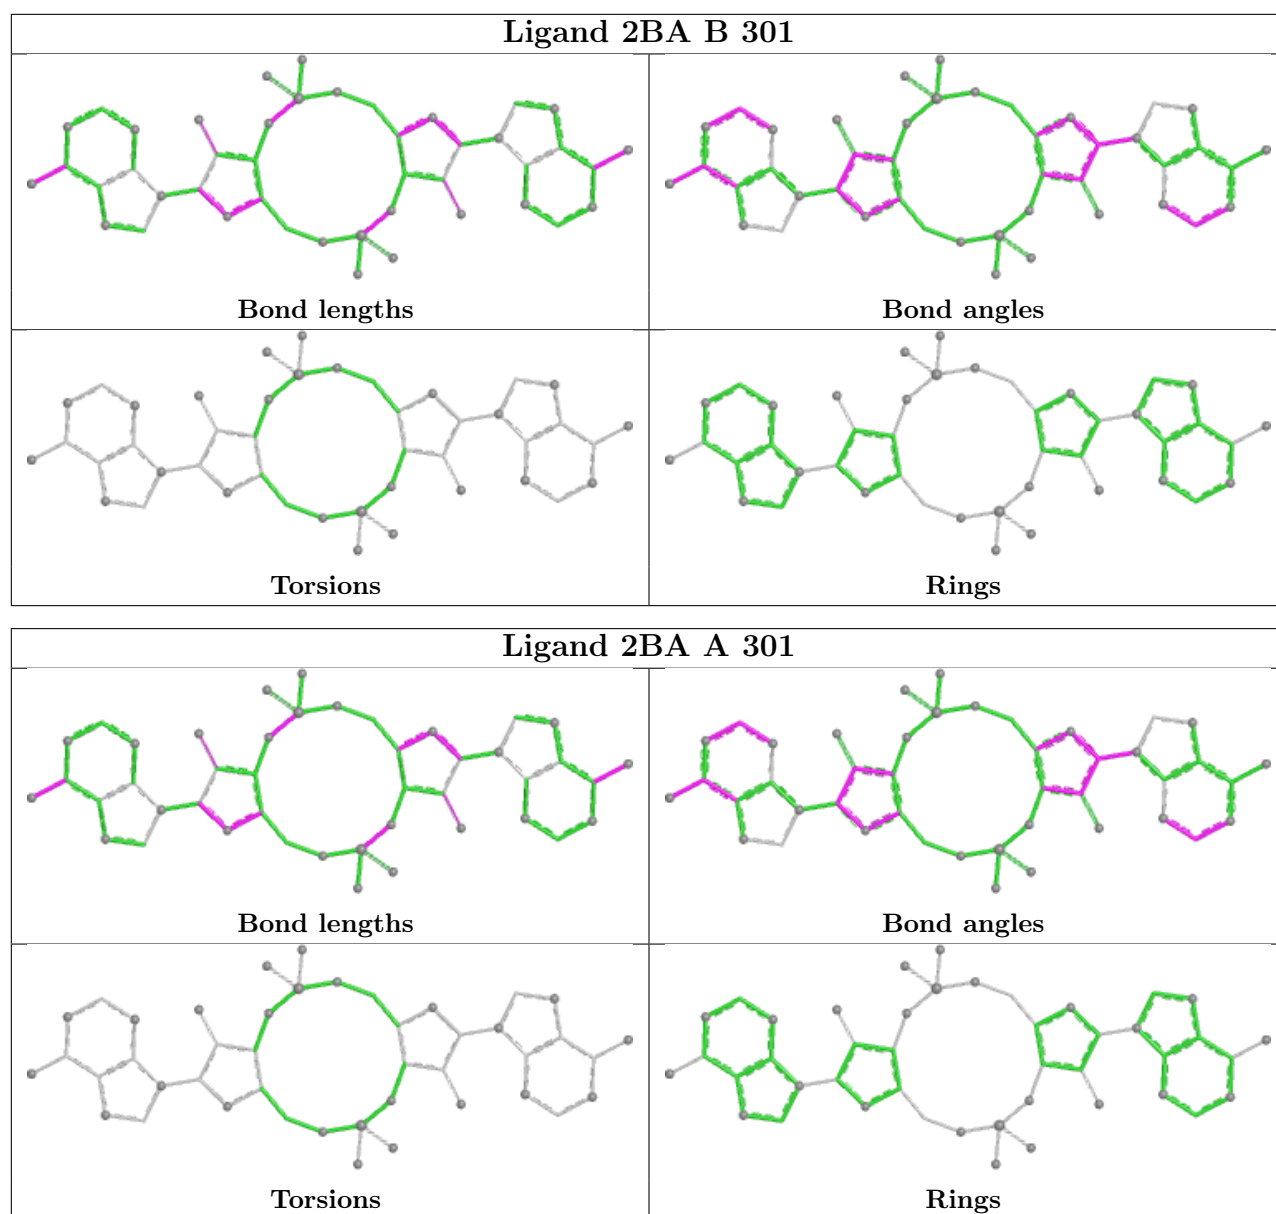 Ligand 2BA B 301
Bond lengths
Bond angles
Torsions
Rings
Ligand 2BA A 301
Bond lengths
Bond angles
Torsions
Rings